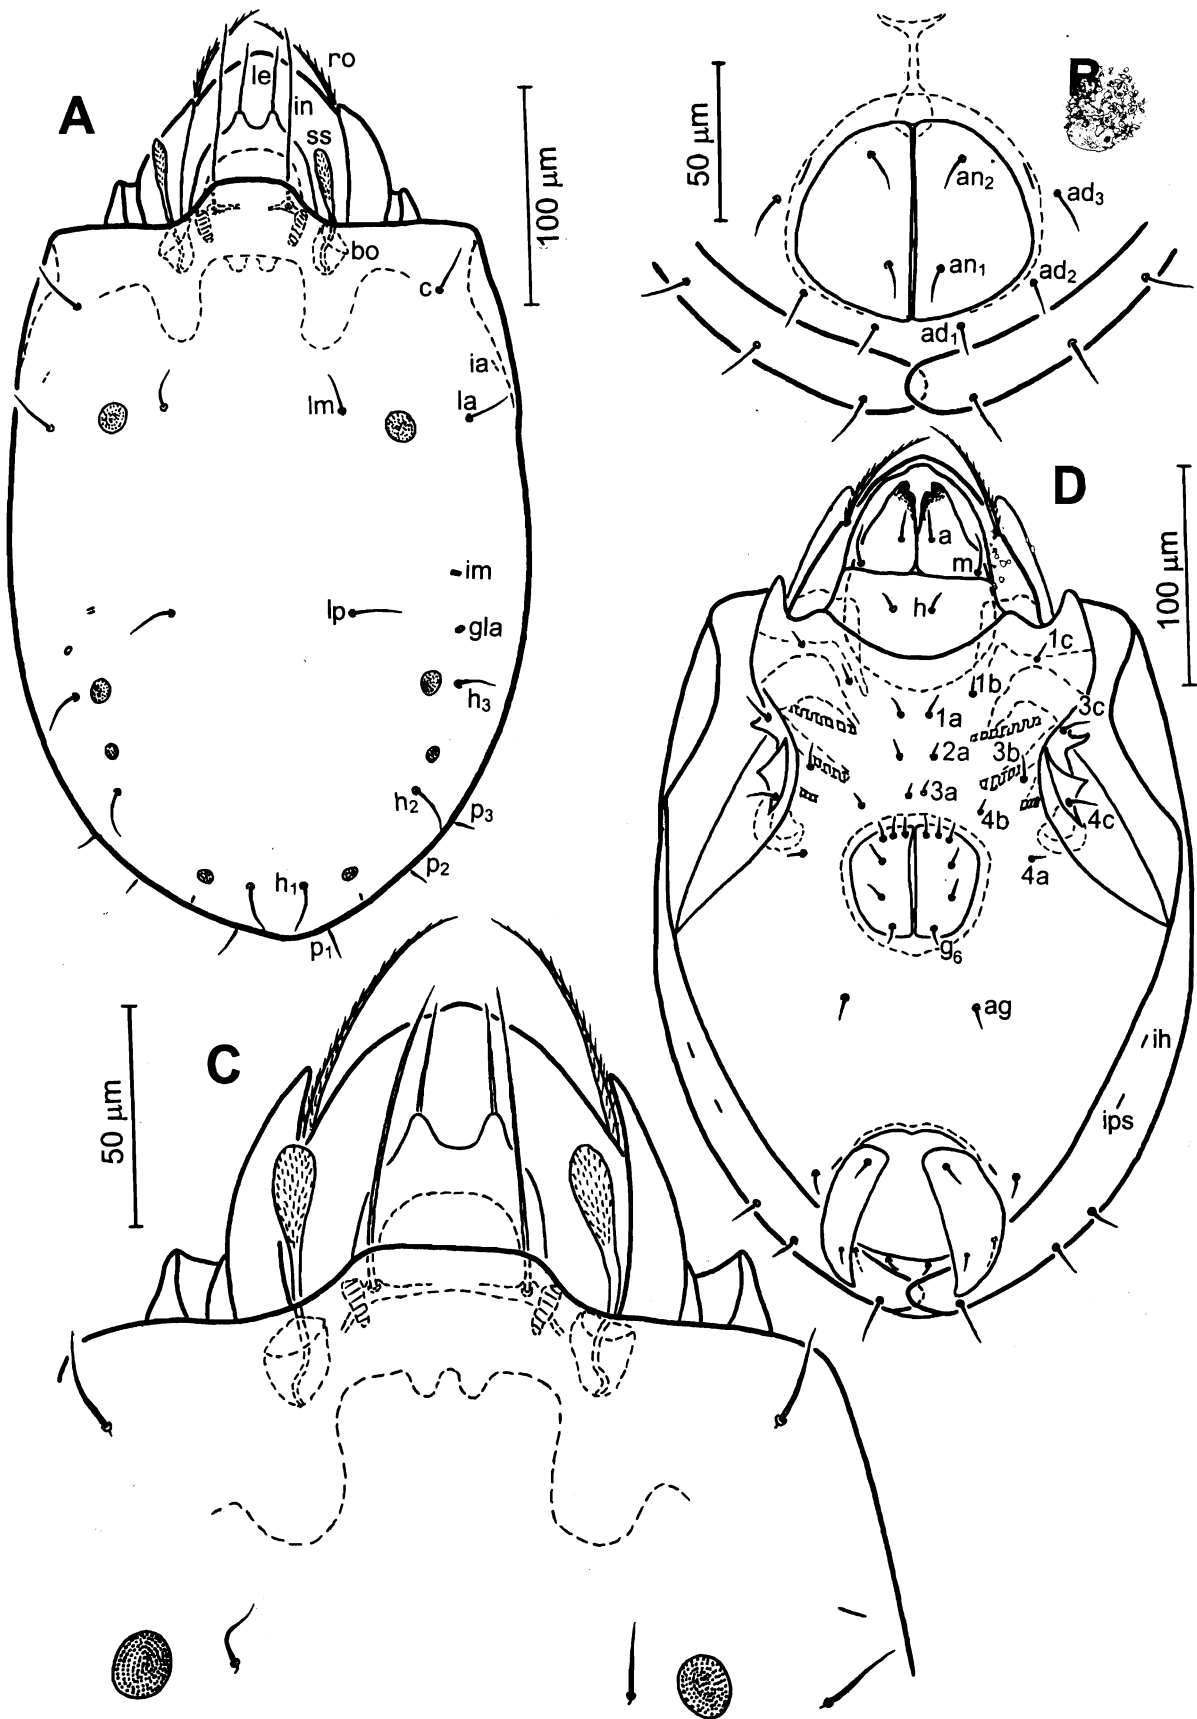 A
ro
le
in
ss
100 µm
bo
c
ia
lm
la
im
lp
gla
h3
h2
p3
h1
p2
p1
B
50 µm
an2
ad3
an1
ad2
ad1
D
100 µm
a
m
h
1c
1b
3c
1a
2a
3b
3a
4b
4c
4a
g6
ag
ih
ips
C
50 µm